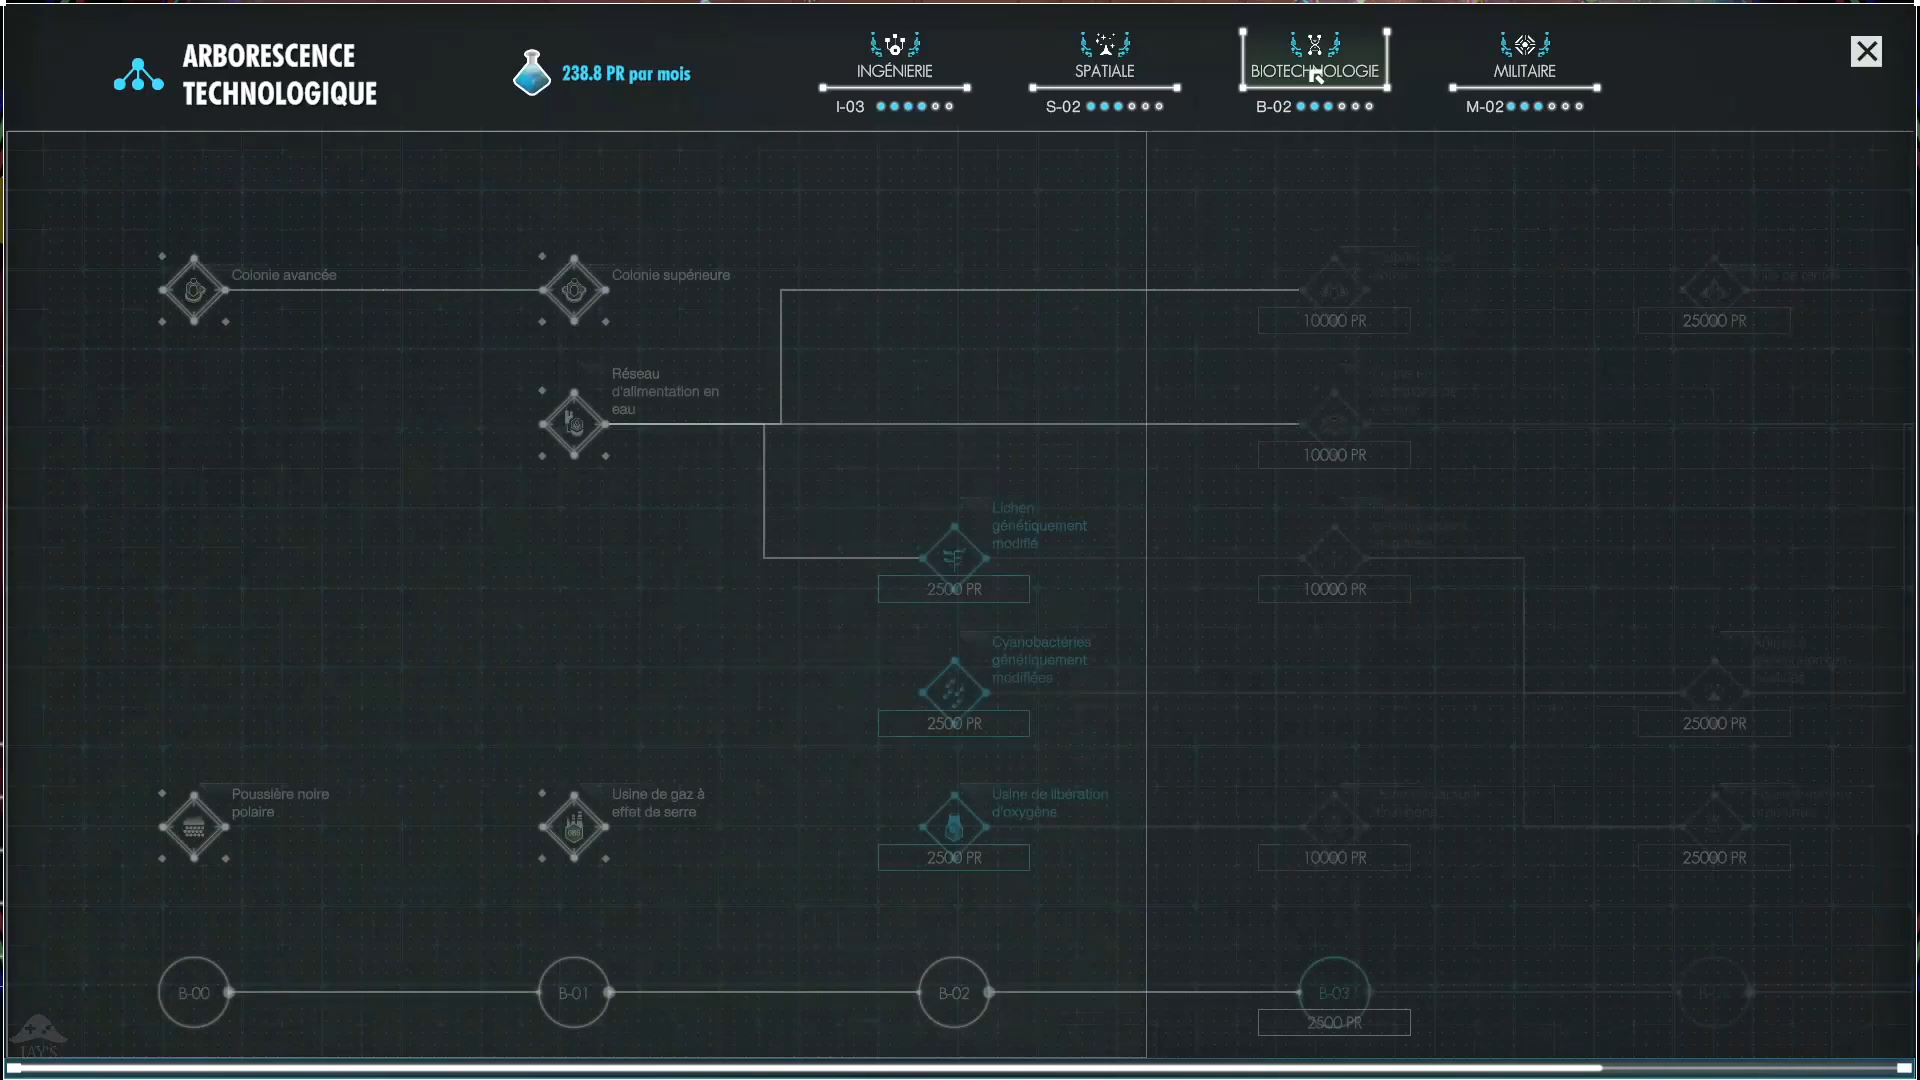 ARBORESCENCE
TECHNOLOGIQUE
238.8 PR par mois
INGÉNIERIE
I-03
SPATIALE
S-02
BIOTECHNOLOGIE
B-02
MILITAIRE
M-02
Colonie avancée
Colonie supérieure
10000 PR
25000 PR
Réseau
d'alimentation en
eau
10000 PR
Lichen
génétiquement
modifié
2500 PR
10000 PR
Cyanobactéries
génétiquement
modifiées
2500 PR
25000 PR
Poussière noire
polaire
Usine de gaz à
effet de serre
Usine de libération
d'oxygène
2500 PR
10000 PR
25000 PR
B-00
B-01
B-02
B-03
2500 PR
JAY'S